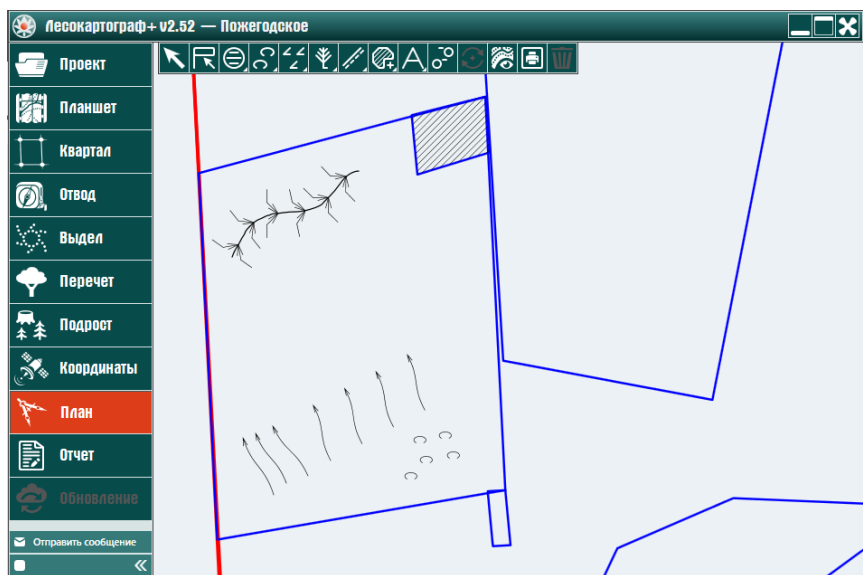 Лесокартограф+ v2.52 — Пожегодское
Проект
Планшет
Квартал
Отвод
Выдел
Перечет
Подрост
Координаты
План
Отчет
Обновление
Отправить сообщение